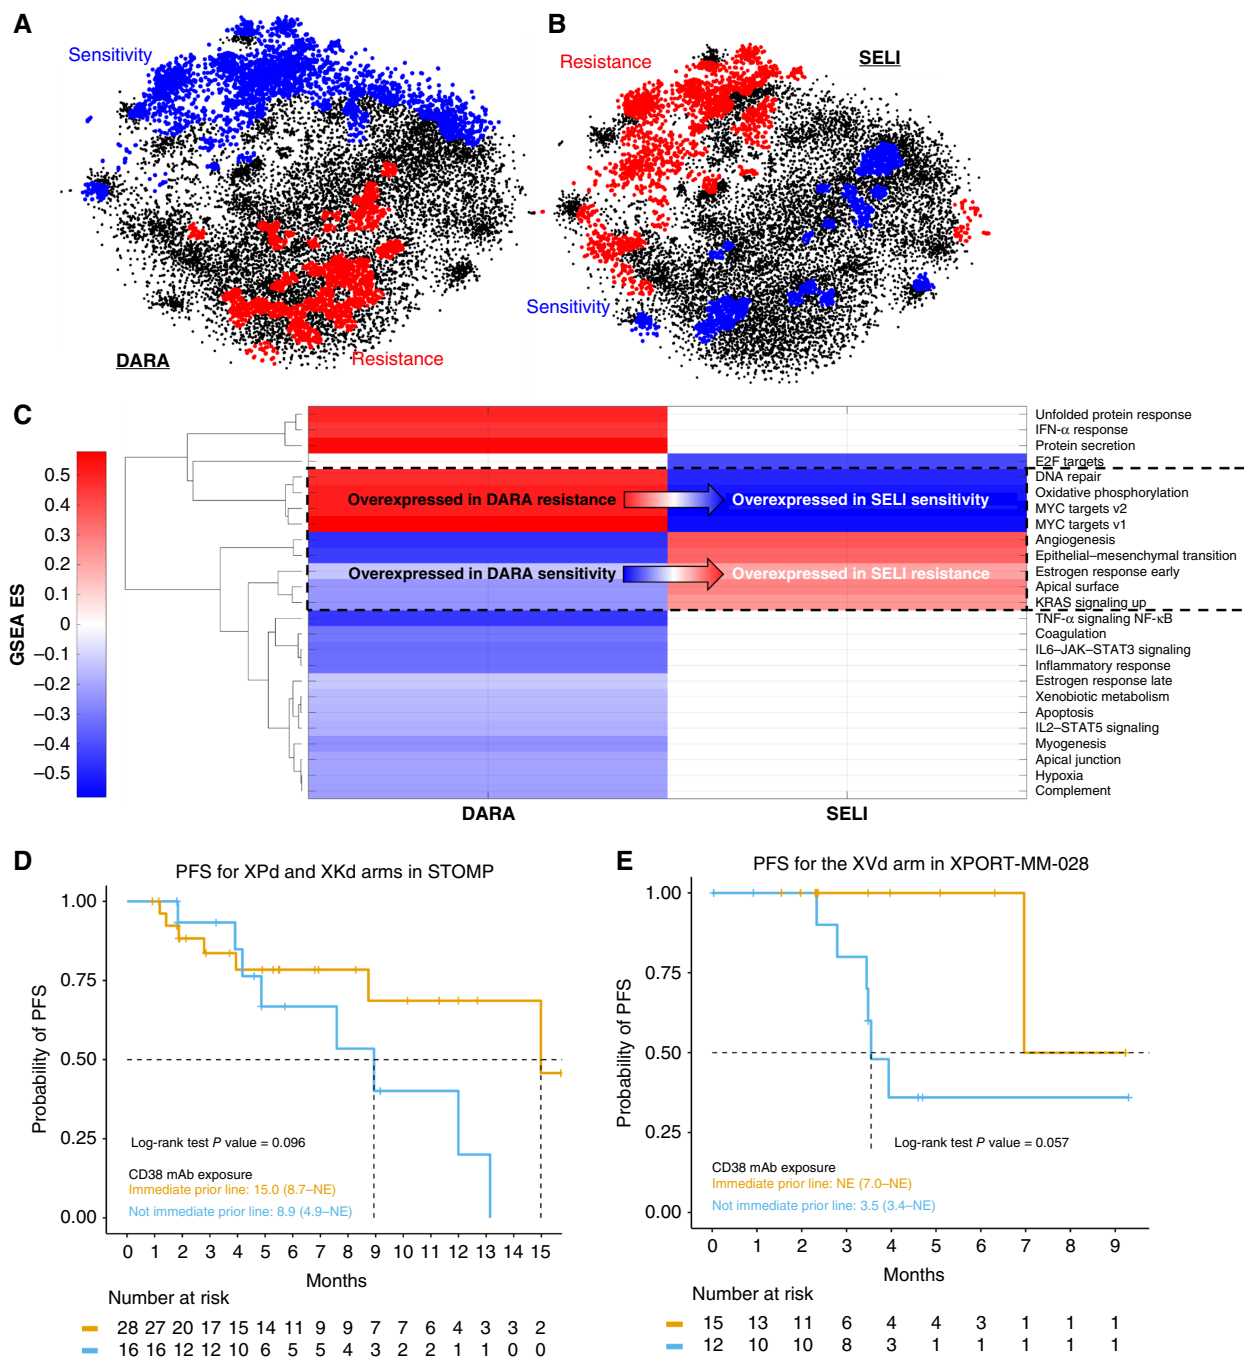 A
Sensitivity
DARA
Resistance
B
Resistance
SELI
Sensitivity
C
GSEA ES
0.5
0.4
0.3
0.2
0.1
0
−0.1
−0.2
−0.3
−0.4
−0.5
Overexpressed in DARA resistance
Overexpressed in SELI sensitivity
Overexpressed in DARA sensitivity
Overexpressed in SELI resistance
Unfolded protein response
IFN-α response
Protein secretion
E2F targets
DNA repair
Oxidative phosphorylation
MYC targets v2
MYC targets v1
Angiogenesis
Epithelial–mesenchymal transition
Estrogen response early
Apical surface
KRAS signaling up
TNF-α signaling NF-κB
Coagulation
IL6–JAK–STAT3 signaling
Inflammatory response
Estrogen response late
Xenobiotic metabolism
Apoptosis
IL2–STAT5 signaling
Myogenesis
Apical junction
Hypoxia
Complement
DARA
SELI
D
PFS for XPd and XKd arms in STOMP
Probability of PFS
1.00
0.75
0.50
0.25
0.00
Log-rank test P value = 0.096
CD38 mAb exposure
Immediate prior line: 15.0 (8.7–NE)
Not immediate prior line: 8.9 (4.9–NE)
0 1 2 3 4 5 6 7 8 9 10 11 12 13 14 15
Months
Number at risk
28 27 20 17 15 14 11 9 9 7 7 6 4 3 3 2
16 16 12 12 10 6 5 5 4 3 2 2 1 1 0 0
E
PFS for the XVd arm in XPORT-MM-028
Probability of PFS
1.00
0.75
0.50
0.25
0.00
Log-rank test P value = 0.057
CD38 mAb exposure
Immediate prior line: NE (7.0–NE)
Not immediate prior line: 3.5 (3.4–NE)
0 1 2 3 4 5 6 7 8 9
Months
Number at risk
15 13 11 6 4 4 3 1 1 1
12 10 10 8 3 1 1 1 1 1